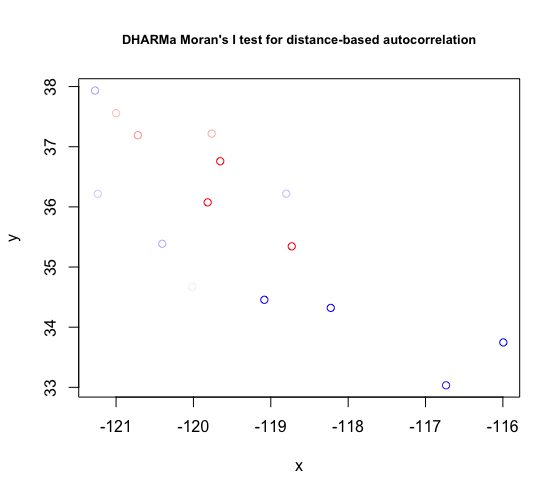 DHARMa Moran's I test for distance-based autocorrelation
38
37
36
35
34
33
y
-121 -120 -119 -118 -117 -116
x